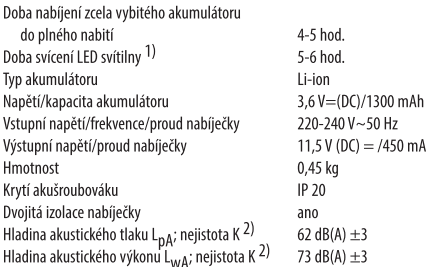 Doba nabíjení zcela vybitého akumulátoru
do plného nabití 4-5 hod.
Doba svícení LED svítilny 1) 5-6 hod.
Typ akumulátoru Li-ion
Napětí/kapacita akumulátoru 3,6 V=(DC)/1300 mAh
Vstupní napětí/frekvence/proud nabíječky 220-240 V~50 Hz
Výstupní napětí/proud nabíječky 11,5 V (DC) = /450 mA
Hmotnost 0,45 kg
Krytí akušroubováku IP 20
Dvojitá izolace nabíječky ano
Hladina akustického tlaku LpA; nejistota K 2) 62 dB(A) ±3
Hladina akustického výkonu LwA; nejistota K 2) 73 dB(A) ±3